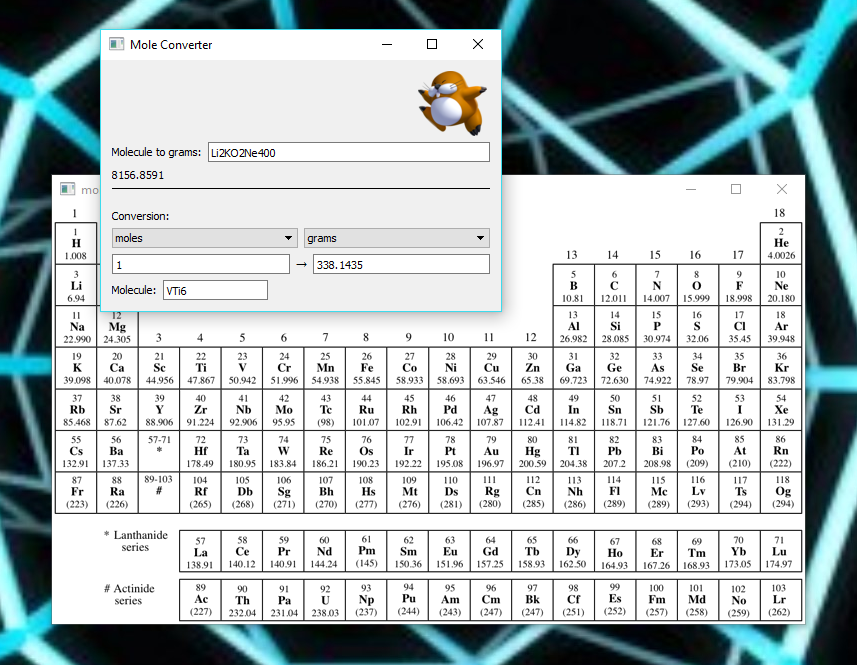 Mole Converter
Molecule to grams: Li2KO2Ne400
8156.8591
Conversion:
moles grams
1 → 338.1435
Molecule: VTi6
mo
1 18
1 2
H He
1.008 13 14 15 16 17 4.0026
3 5 6 7 8 9 10
Li B C N O F Ne
6.94 10.81 12.011 14.007 15.999 18.998 20.180
11 12 13 14 15 16 17 18
Na Mg Al Si P S Cl Ar
22.990 24.305 3 4 5 6 7 8 9 10 11 12 26.982 28.085 30.974 32.06 35.45 39.948
19 20 21 22 23 24 25 26 27 28 29 30 31 32 33 34 35 36
K Ca Sc Ti V Cr Mn Fe Co Ni Cu Zn Ga Ge As Se Br Kr
39.098 40.078 44.956 47.867 50.942 51.996 54.938 55.845 58.933 58.693 63.546 65.38 69.723 72.630 74.922 78.97 79.904 83.798
37 38 39 40 41 42 43 44 45 46 47 48 49 50 51 52 53 54
Rb Sr Y Zr Nb Mo Tc Ru Rh Pd Ag Cd In Sn Sb Te I Xe
85.468 87.62 88.906 91.224 92.906 95.95 (98) 101.07 102.91 106.42 107.87 112.41 114.82 118.71 121.76 127.60 126.90 131.29
55 56 57-71 72 73 74 75 76 77 78 79 80 81 82 83 84 85 86
Cs Ba * Hf Ta W Re Os Ir Pt Au Hg Tl Pb Bi Po At Rn
132.91 137.33 178.49 180.95 183.84 186.21 190.23 192.22 195.08 196.97 200.59 204.38 207.2 208.98 (209) (210) (222)
87 88 89-103 104 105 106 107 108 109 110 111 112 113 114 115 116 117 118
Fr Ra # Rf Db Sg Bh Hs Mt Ds Rg Cn Nh Fl Mc Lv Ts Og
(223) (226) (265) (268) (271) (270) (277) (276) (281) (280) (285) (286) (289) (289) (293) (294) (294)
* Lanthanide
series
57 58 59 60 61 62 63 64 65 66 67 68 69 70 71
La Ce Pr Nd Pm Sm Eu Gd Tb Dy Ho Er Tm Yb Lu
138.91 140.12 140.91 144.24 (145) 150.36 151.96 157.25 158.93 162.50 164.93 167.26 168.93 173.05 174.97
# Actinide
series
89 90 91 92 93 94 95 96 97 98 99 100 101 102 103
Ac Th Pa U Np Pu Am Cm Bk Cf Es Fm Md No Lr
(227) 232.04 231.04 238.03 (237) (244) (243) (247) (247) (251) (252) (257) (258) (259) (262)